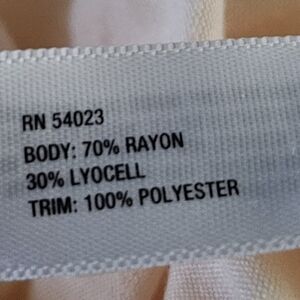 RN 54023
BODY: 70% RAYON
30% LYOCELL
TRIM: 100% POLYESTER